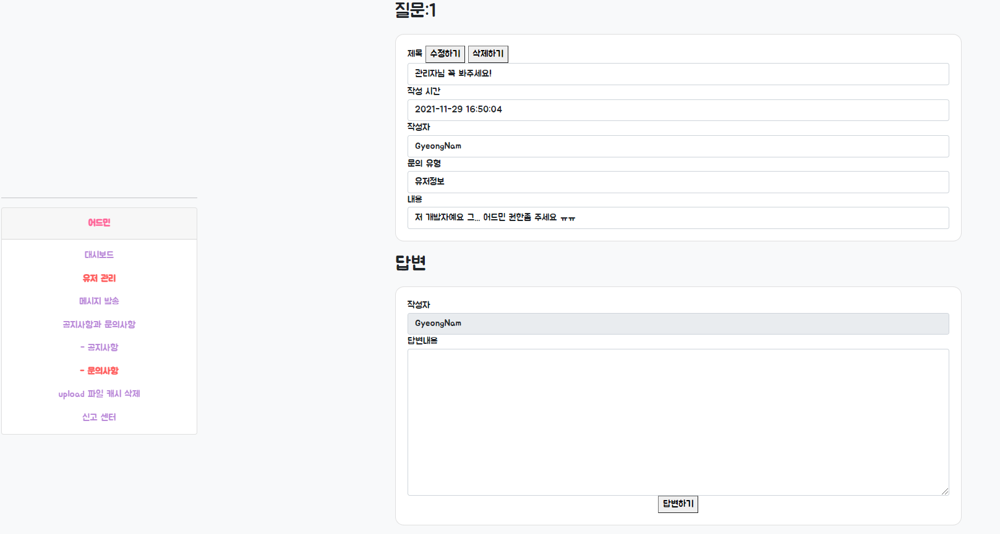 어드민
대시보드
유저 관리
메시지 발송
공지사항과 문의사항
- 공지사항
- 문의사항
upload 파일 캐시 삭제
신고 센터
질문:1
제목 수정하기 삭제하기
관리자님 꼭 봐주세요!
작성 시간
2021-11-29 16:50:04
작성자
GyeongNam
문의 유형
유저정보
내용
저 개발자예요 그... 어드민 권한좀 주세요 ㅠㅠ
답변
작성자
GyeongNam
답변내용
답변하기